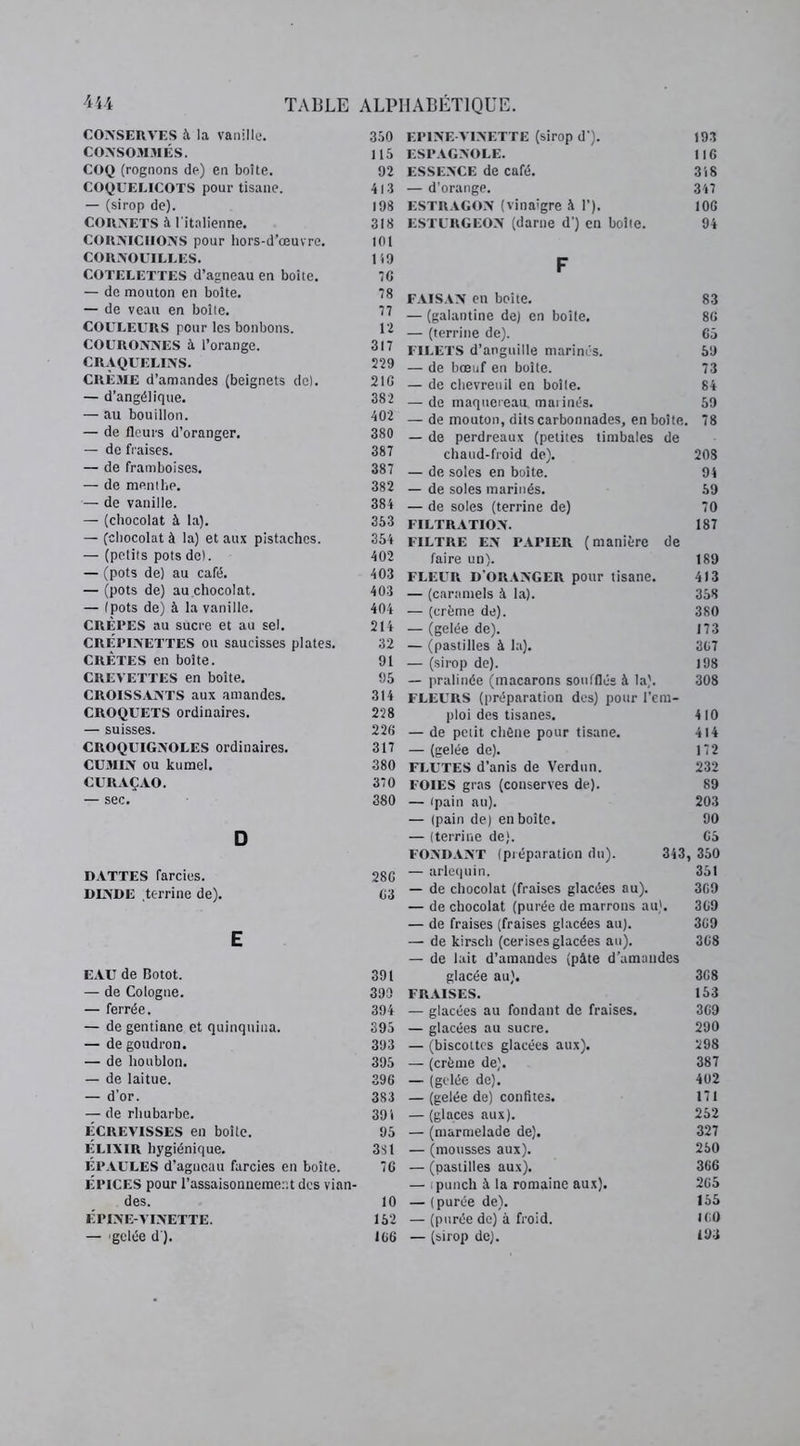 444 TABLE ALPHABÉTIQUE.
CONSERVES à la vanille. 350
CONSOMMÉS. 115
COQ (rognons de) en boîte. 92
COQUELICOTS pour tisane. 413
— (sirop de). 198
CORNETS à l'italienne. 318
CORNICHONS pour hors-d'œuvre. 101
CORNOUILLES. 149
COTELETTES d'agneau en boîte. 76
— de mouton en boîte. 78
— de veau en boîte. 77
COULEURS pour les bonbons. 12
COURONNES à l'orange. 317
CRAQUELINS. 229
CRÈME d'amandes (beignets de). 216
— d'angélique. 382
— au bouillon. 402
— de fleurs d'oranger. 380
— de fraises. 387
— de framboises. 387
— de menthe. 382
— de vanille. 384
— (chocolat à la). 353
— (chocolat à la) et aux pistaches. 354
— (petits pots de). 402
— (pots de) au café. 403
— (pots de) au chocolat. 403
— (pots de) à la vanille. 404
CRÊPES au sucre et au sel. 214
CRÉPINETTES ou saucisses plates. 32
CRÊTES en boîte. 91
CREVETTES en boîte. 95
CROISSANTS aux amandes. 314
CROQUETS ordinaires. 228
— suisses. 226
CROQUIGNOLES ordinaires. 317
CUMIN ou kumel. 380
CURAÇAO. 370
— sec. 380
D
DATTES farcies. 286
DINDE (terrine de). 63
E
EAU de Botot. 391
— de Cologne. 390
— ferrée. 394
— de gentiane et quinquina. 395
— de goudron. 393
— de houblon. 395
— de laitue. 396
— d'or. 383
— de rhubarbe. 394
ÉCREVISSES en boîte. 95
ÉLIXIR hygiénique. 381
ÉPAULES d'agneau farcies en boîte. 76
ÉPICES pour l'assaisonnement des vian-
des. 10
ÉPINE-VINETTE. 152
— (gelée d'). 166
EPINE-VINETTE (sirop d'). 193
ESPAGNOLE. 116
ESSENCE de café. 348
— d'orange. 347
ESTRAGON (vinaigre à l'). 106
ESTURGEON (darne d') en boîte. 94
F
FAISAN en boîte. 83
— (galantine de) en boîte. 86
— (terrine de). 65
FILETS d'anguille marinés. 59
— de bœuf en boîte. 73
— de chevreuil en boîte. 84
— de maquereau marinés. 59
— de mouton, dits carbonnades, en boîte. 78
— de perdreaux (petites timbales de
chaud-froid de). 208
— de soles en boîte. 94
— de soles marinés. 59
— de soles (terrine de) 70
FILTRATION. 187
FILTRE EN PAPIER (manière de
faire un). 189
FLEUR D'ORANGER pour tisane. 413
— (caramels à la). 358
— (crème de). 380
— (gelée de). 173
— (pastilles à la). 367
— (sirop de). 198
— pralinée (macarons soufflés à la). 308
FLEURS (préparation des) pour l'em-
ploi des tisanes. 410
— de petit chêne pour tisane. 414
— (gelée de). 172
FLUTES d'anis de Verdun. 232
FOIES gras (conserves de). 89
— (pain au). 203
— (pain de) en boîte. 90
— (terrine de). 65
FONDANT (préparation du). 343, 350
— arlequin. 351
— de chocolat (fraises glacées au). 369
— de chocolat (purée de marrons au). 369
— de fraises (fraises glacées au). 369
— de kirsch (cerises glacées au). 368
— de lait d'amandes (pâte d'amandes
glacée au). 368
FRAISES. 153
— glacées au fondant de fraises. 369
— glacées au sucre. 290
— (biscottes glacées aux). 298
— (crème de). 387
— (gelée de). 402
— (gelée de) confites. 171
— (glaces aux). 252
— (marmelade de). 327
— (mousses aux). 250
— (pastilles aux). 366
— (punch à la romaine aux). 265
— (purée de). 155
— (purée de) à froid. 160
— (sirop de). 193